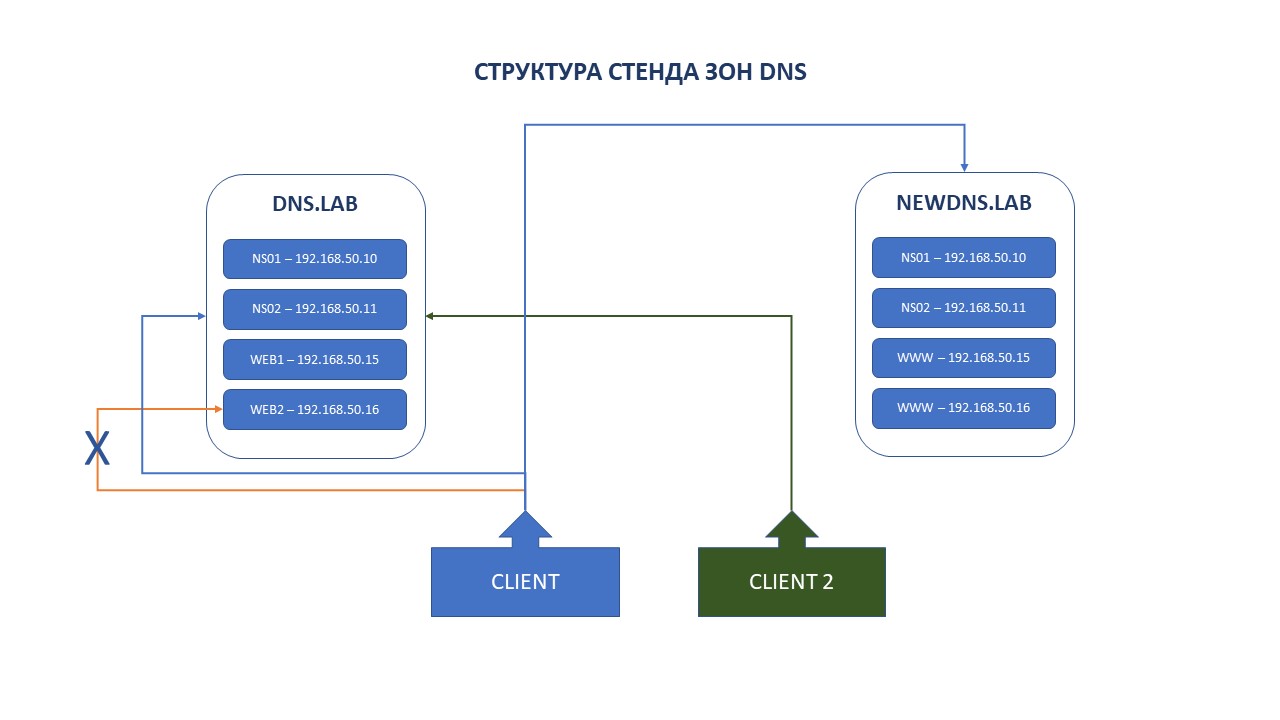 СТРУКТУРА СТЕНДА ЗОН DNS
DNS.LAB
NS01 – 192.168.50.10
NS02 – 192.168.50.11
WEB1 – 192.168.50.15
WEB2 – 192.168.50.16
X
NEWDNS.LAB
NS01 – 192.168.50.10
NS02 – 192.168.50.11
WWW – 192.168.50.15
WWW – 192.168.50.16
CLIENT
CLIENT 2